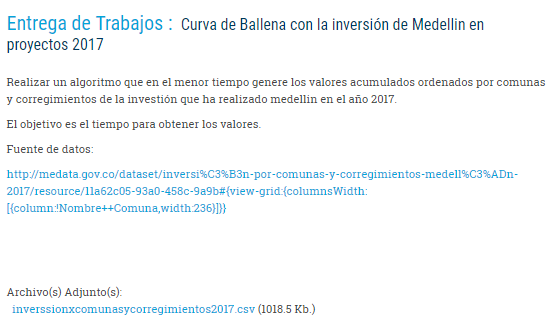 Entrega de Trabajos : Curva de Ballena con la inversión de Medellin en
proyectos 2017
Realizar un algoritmo que en el menor tiempo genere los valores acumulados ordenados por comunas
y corregimientos de la investión que ha realizado medellin en el año 2017.
El objetivo es el tiempo para obtener los valores.
Fuente de datos:
http://medata.gov.co/dataset/inversi%C3%B3n-por-comunas-y-corregimientos-medell%C3%ADn-
2017/resource/11a62c05-93a0-458c-9a9b#{view-grid:{columnsWidth:
[{column:!Nombre++Comuna,width:236}]}}
Archivo(s) Adjunto(s):
inverssionxcomunasycorregimientos2017.csv (1018.5 Kb.)